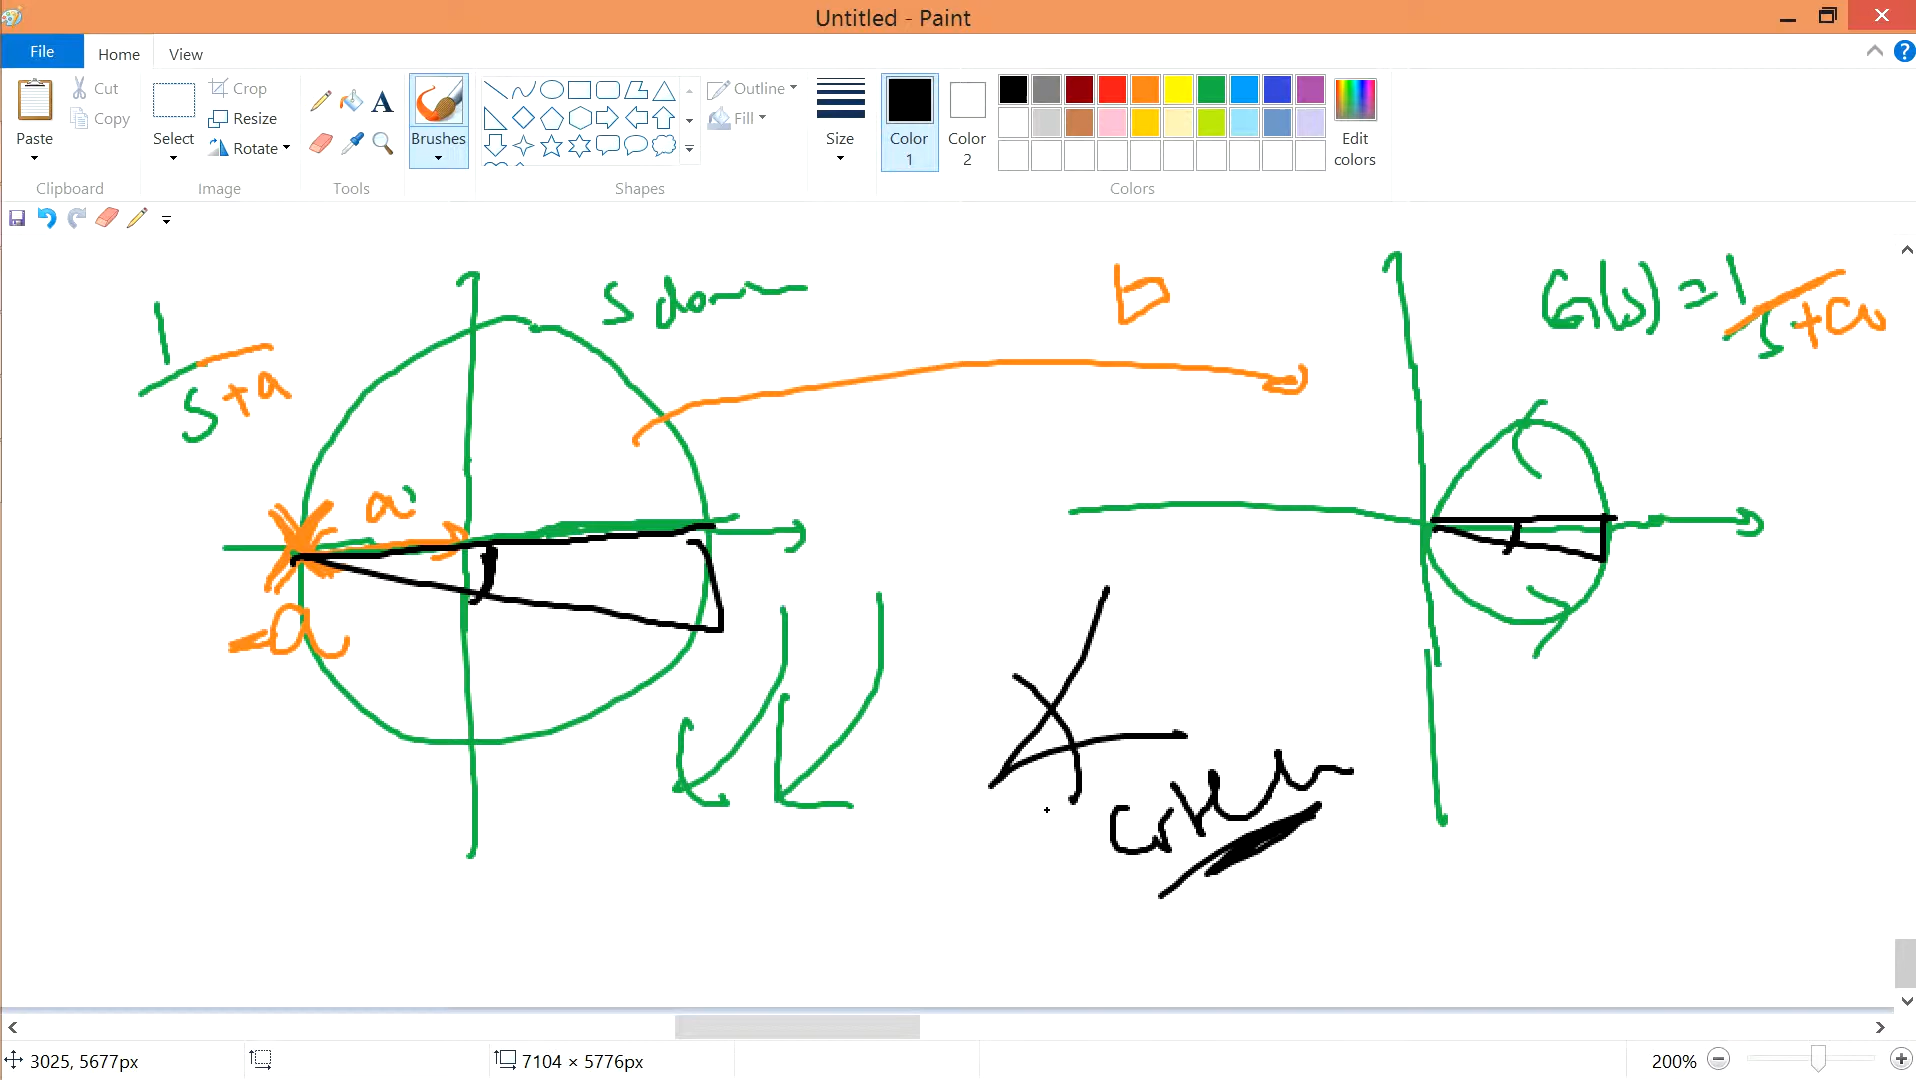 Untitled - Paint
File
Home
View
Paste
Cut
Copy
Clipboard
Select
Crop
Resize
Rotate
Image
A
Tools
Brushes
Shapes
Outline
Fill
Size
Color 1
Color 2
Edit colors
Colors
1
s+a
s dom
b
G(s) = 1
s+a
a
-a
3025, 5677px
7104 × 5776px
200%